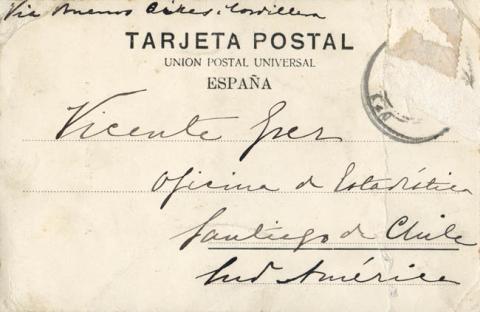 Via Buenos Aires i Cordillera
TARJETA POSTAL
UNION POSTAL UNIVERSAL
ESPAÑA
Vicente Grez
Oficina de Estadística
Santiago de Chile
Sud América